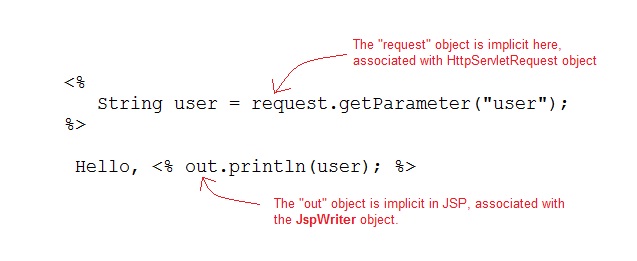 The "request" object is implicit here,
associated with HttpServletRequest object
<%
String user = request.getParameter("user");
%>
Hello, <% out.println(user); %>
The "out" object is implicit in JSP, associated with
the JspWriter object.